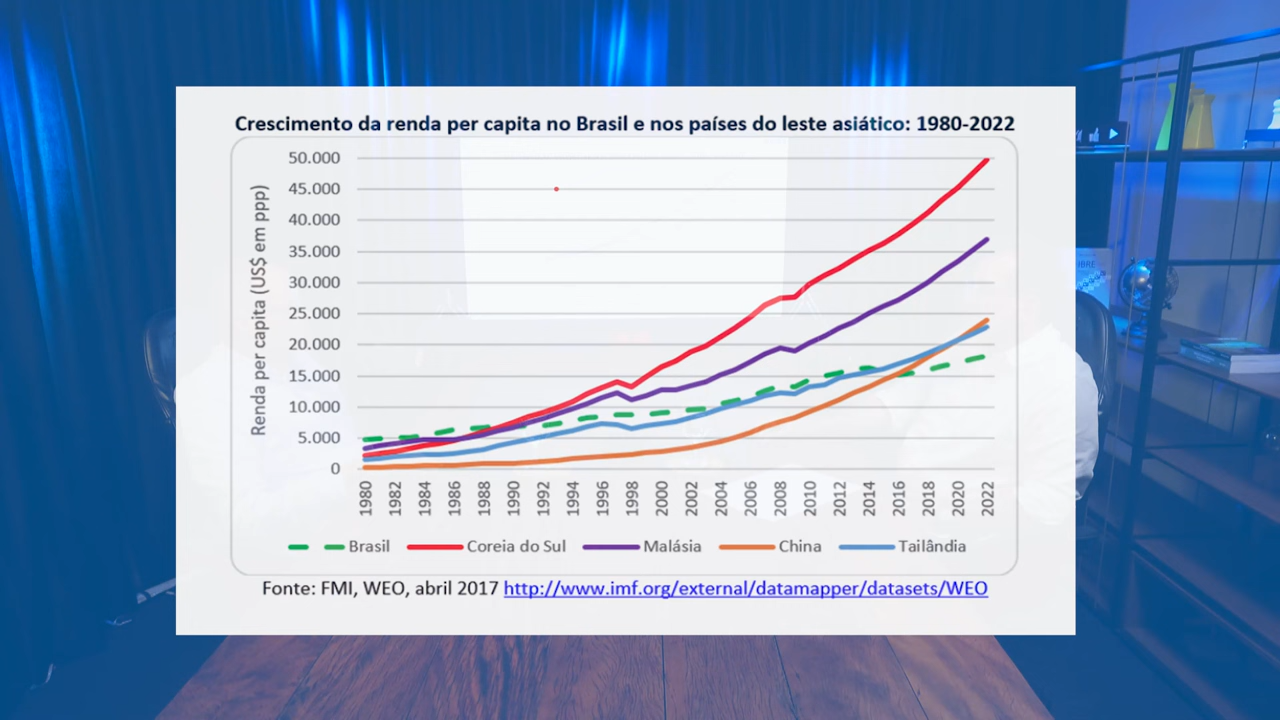 Crescimento da renda per capita no Brasil e nos países do leste asiático: 1980-2022
Renda per capita (US$ em ppp)
50.000
45.000
40.000
35.000
30.000
25.000
20.000
15.000
10.000
5.000
0
1980 1982 1984 1986 1988 1990 1992 1994 1996 1998 2000 2002 2004 2006 2008 2010 2012 2014 2016 2018 2020 2022
Brasil Coreia do Sul Malásia China Tailândia
Fonte: FMI, WEO, abril 2017 http://www.imf.org/external/datamapper/datasets/WEO